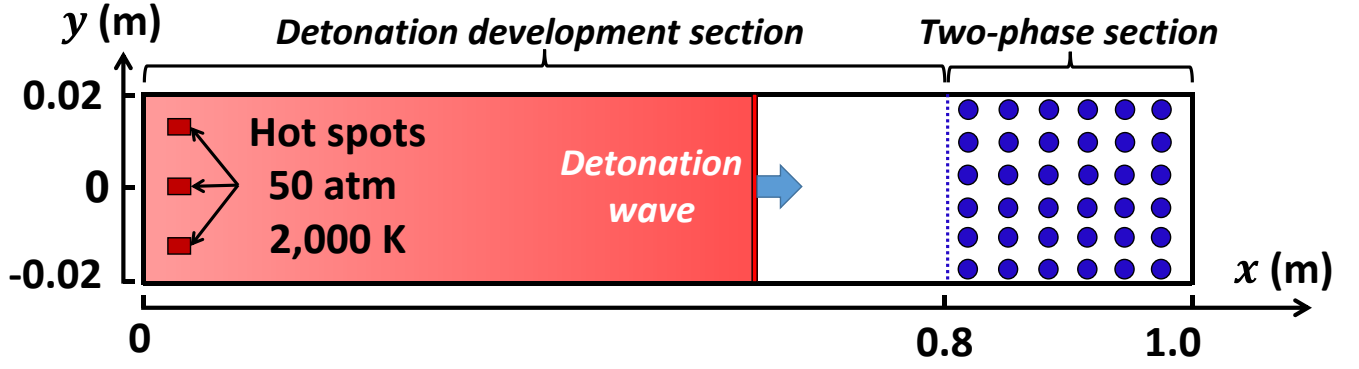 y (m)
Detonation development section
Two-phase section
0.02
0
-0.02
Hot spots
50 atm
2,000 K
Detonation
wave
x (m)
0
0.8
1.0